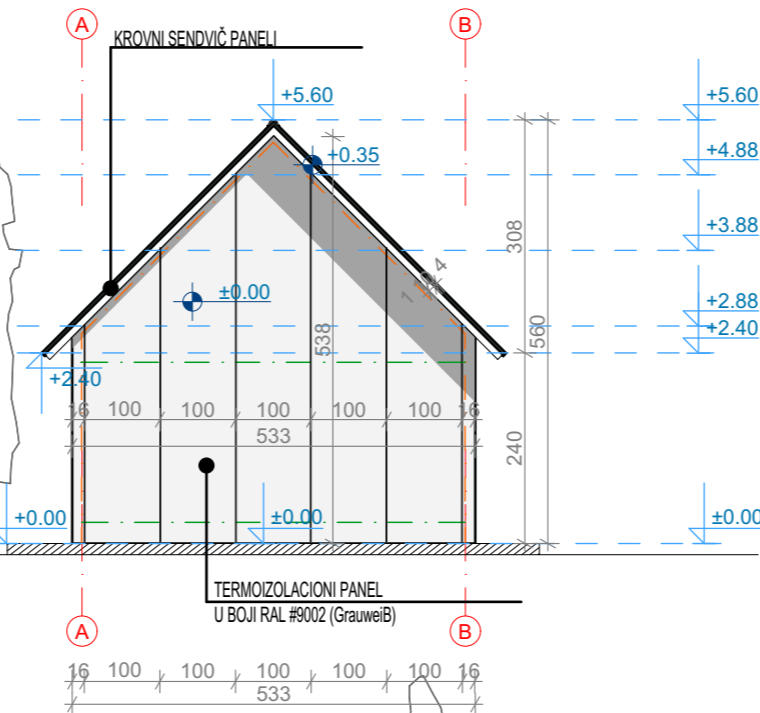 A
B
KROVNI SENDVIČ PANELI
+5.60
+5.60
+0.35
+4.88
308
+3.88
±0.00
+2.88
538
560
+2.40
+2.40
16 100 100 100 100 100 16
533
240
+0.00
±0.00
±0.00
TERMOIZOLACIONI PANEL
U BOJI RAL #9002 (GrauweiB)
A
B
16 100 100 100 100 100 16
533